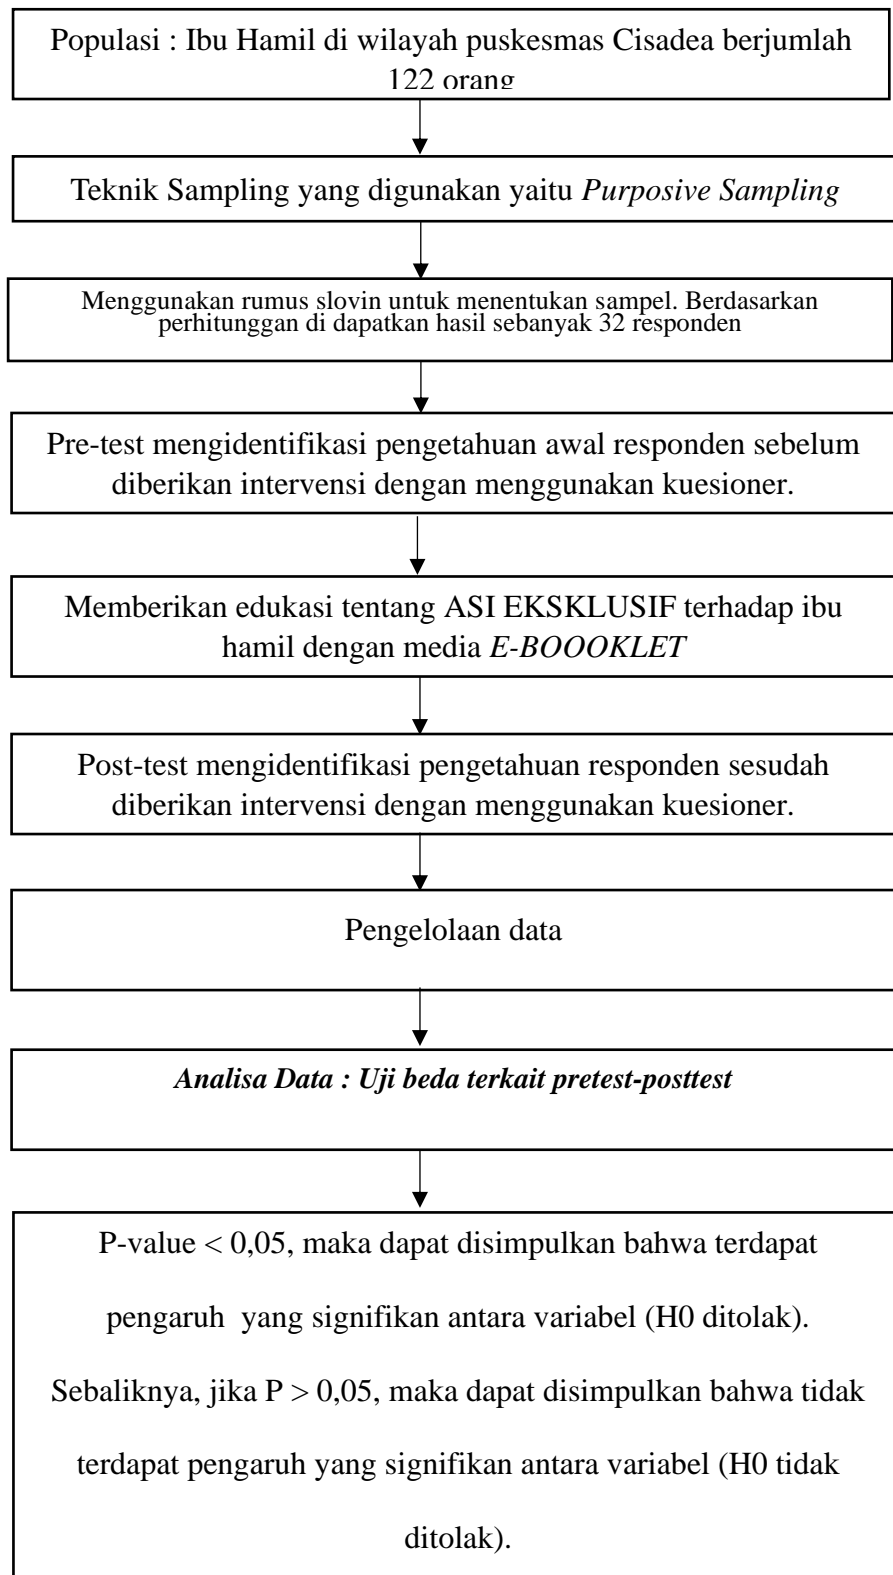 Populasi : Ibu Hamil di wilayah puskesmas Cisadea berjumlah
122 orang
Teknik Sampling yang digunakan yaitu Purposive Sampling
Menggunakan rumus slovin untuk menentukan sampel. Berdasarkan
perhitunggan di dapatkan hasil sebanyak 32 responden
Pre-test mengidentifikasi pengetahuan awal responden sebelum
diberikan intervensi dengan menggunakan kuesioner.
Memberikan edukasi tentang ASI EKSKLUSIF terhadap ibu
hamil dengan media E-BOOOKLET
Post-test mengidentifikasi pengetahuan responden sesudah
diberikan intervensi dengan menggunakan kuesioner.
Pengelolaan data
Analisa Data : Uji beda terkait pretest-posttest
P-value < 0,05, maka dapat disimpulkan bahwa terdapat
pengaruh yang signifikan antara variabel (H0 ditolak).
Sebaliknya, jika P > 0,05, maka dapat disimpulkan bahwa tidak
terdapat pengaruh yang signifikan antara variabel (H0 tidak
ditolak).